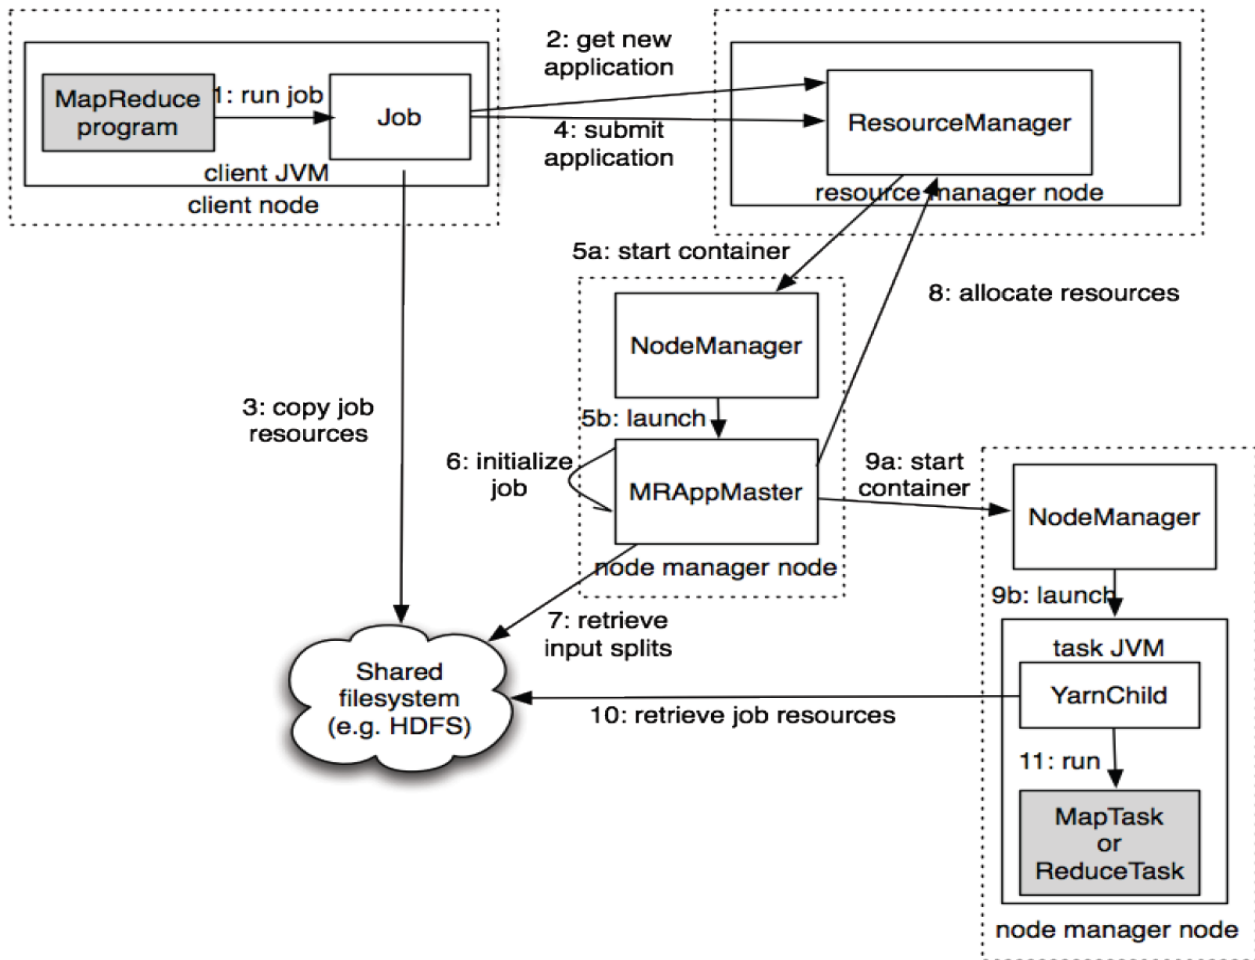 2: get new
application
MapReduce
program
1: run job
Job
ResourceManager
4: submit
application
client JVM
client node
resource manager node
5a: start container
8: allocate resources
NodeManager
3: copy job
resources
5b: launch
6: initialize
job
MRAppMaster
9a: start
container
NodeManager
node manager node
9b: launch
7: retrieve
input splits
task JVM
Shared
filesystem
(e.g. HDFS)
YarnChild
10: retrieve job resources
11: run
MapTask
or
ReduceTask
node manager node